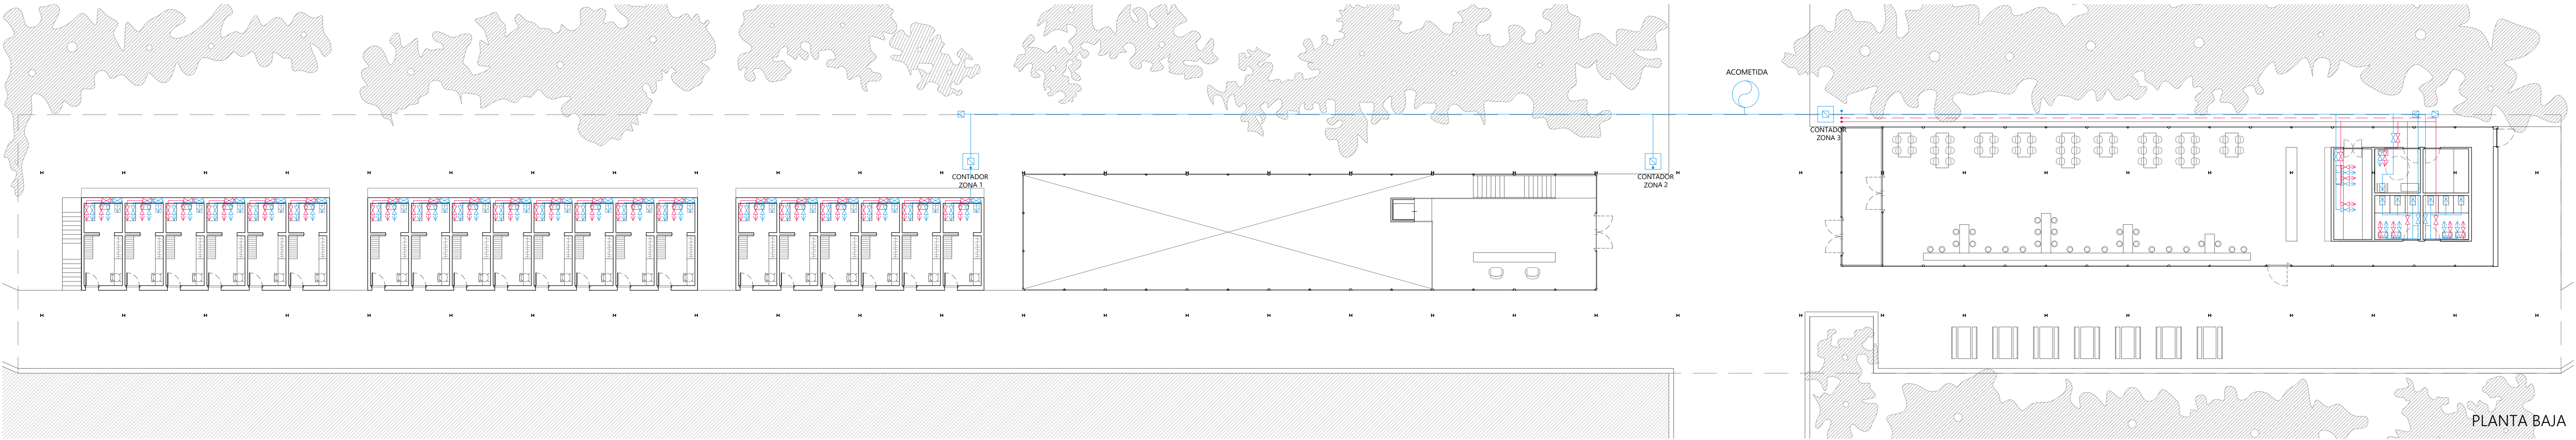 ACOMETIDA
CONTADOR
ZONA 1
CONTADOR
ZONA 2
CONTADOR
ZONA 3
PLANTA BAJA